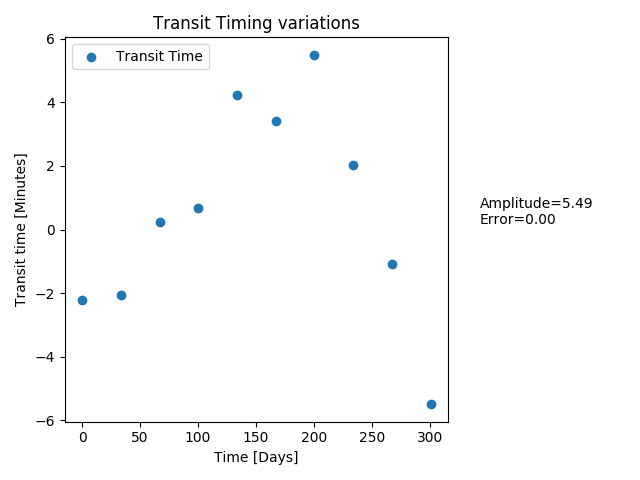 Transit Timing variations
Transit Time
6
4
2
0
−2
−4
−6
Transit time [Minutes]
0 50 100 150 200 250 300
Time [Days]
Amplitude=5.49
Error=0.00